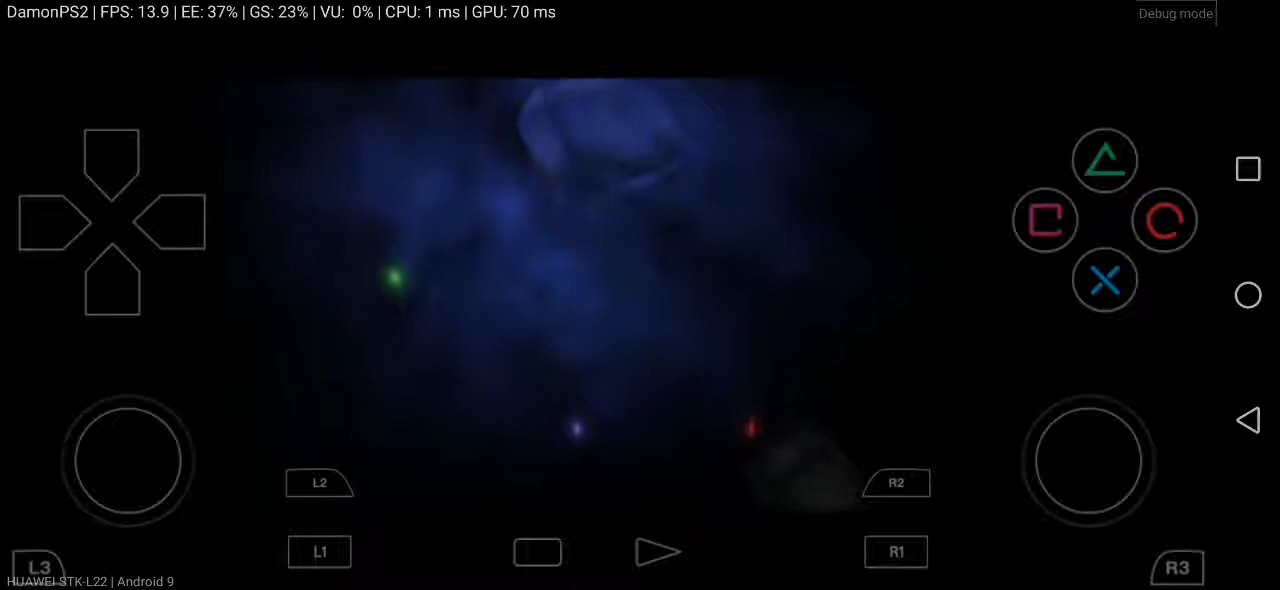 DamonPS2 | FPS: 13.9 | EE: 37% | GS: 23% | VU: 0% | CPU: 1 ms | GPU: 70 ms
Debug mode
L2
R2
L1
R1
L3
R3
HUAWEI STK-L22 | Android 9